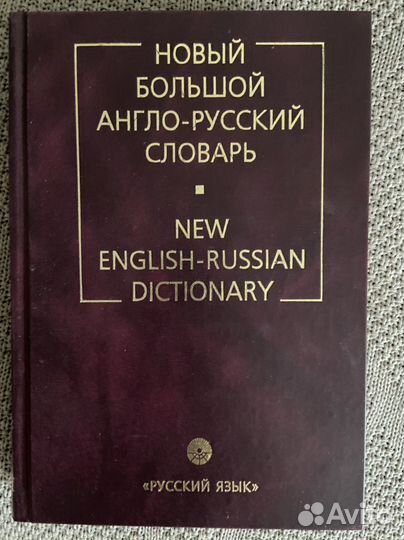 НОВЫЙ
БОЛЬШОЙ
АНГЛО-РУССКИЙ
СЛОВАРЬ
NEW
ENGLISH-RUSSIAN
DICTIONARY
«РУССКИЙ ЯЗЫК»
Avito